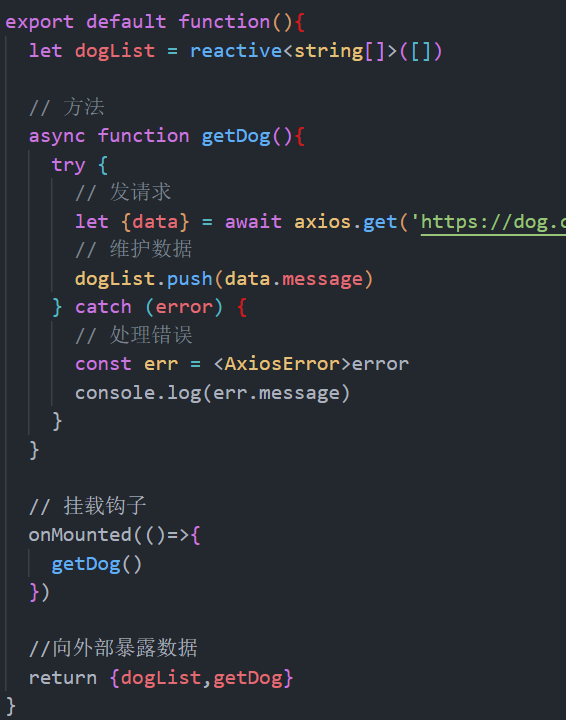 export default function(){
let dogList = reactive<string[]>([])
// 方法
async function getDog(){
try {
// 发请求
let {data} = await axios.get('https://dog.c
// 维护数据
dogList.push(data.message)
} catch (error) {
// 处理错误
const err = <AxiosError>error
console.log(err.message)
}
}
// 挂载钩子
onMounted(()=>{
getDog()
})
//向外部暴露数据
return {dogList,getDog}
}